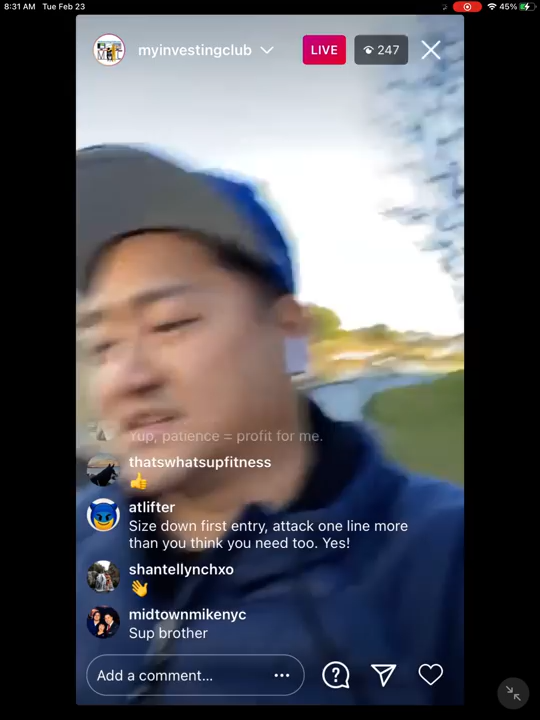 8:31 AM Tue Feb 23
45%
myinvestingclub
LIVE
247
Yup, patience = profit for me.
thatswhatsupfitness
atlifter
Size down first entry, attack one line more
than you think you need too. Yes!
shantellynchxo
midtownmikenyc
Sup brother
Add a comment...